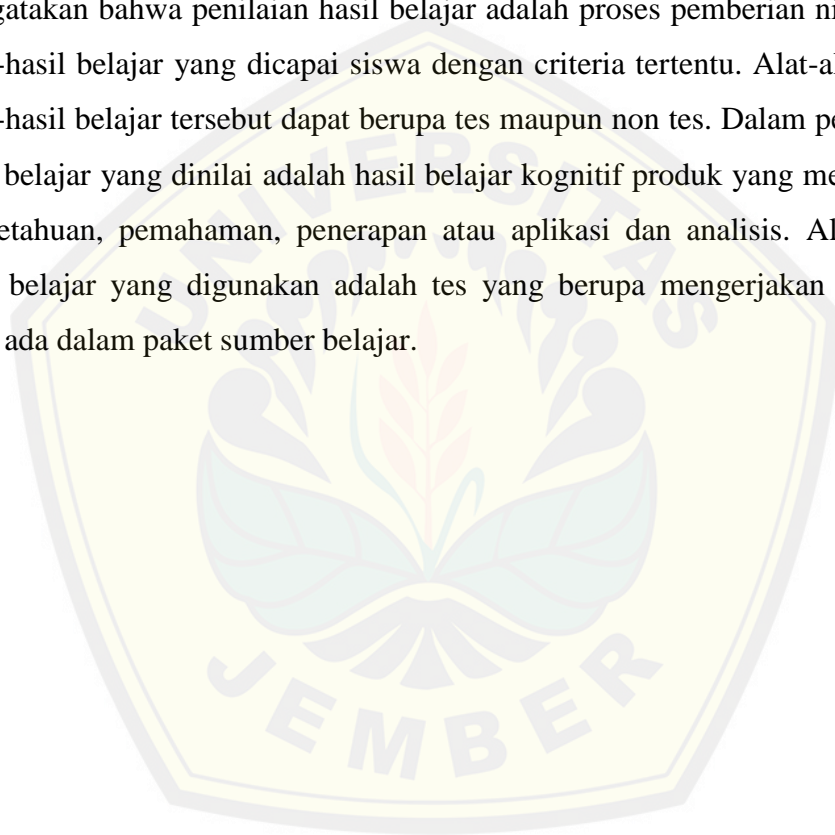 gatakan bahwa penilaian hasil belajar adalah proses pemberian ni
-hasil belajar yang dicapai siswa dengan criteria tertentu. Alat-a
-hasil belajar tersebut dapat berupa tes maupun non tes. Dalam pe
belajar yang dinilai adalah hasil belajar kognitif produk yang me
etahuan, pemahaman, penerapan atau aplikasi dan analisis. Al
belajar yang digunakan adalah tes yang berupa mengerjakan
ada dalam paket sumber belajar.
UNIVERSITAS
JEMBER